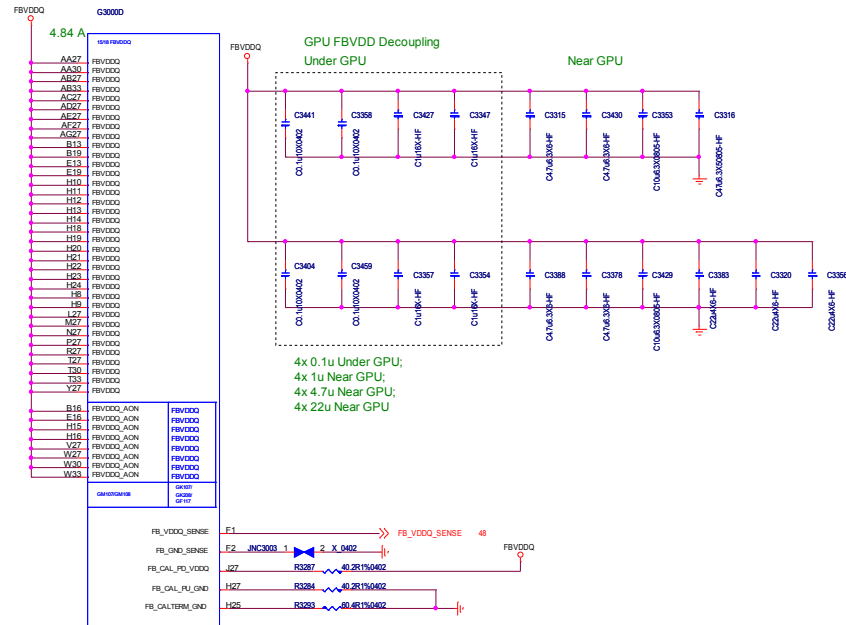 FBVDDQ
G3000D
4.84 A
15/18 FBVDDQ
AA27 FBVDDQ
AA30 FBVDDQ
AB27 FBVDDQ
AB33 FBVDDQ
AC27 FBVDDQ
AD27 FBVDDQ
AE27 FBVDDQ
AF27 FBVDDQ
AG27 FBVDDQ
B13 FBVDDQ
B19 FBVDDQ
E13 FBVDDQ
E19 FBVDDQ
H10 FBVDDQ
H11 FBVDDQ
H12 FBVDDQ
H13 FBVDDQ
H14 FBVDDQ
H18 FBVDDQ
H19 FBVDDQ
H20 FBVDDQ
H21 FBVDDQ
H22 FBVDDQ
H23 FBVDDQ
H24 FBVDDQ
H8 FBVDDQ
H9 FBVDDQ
L27 FBVDDQ
M27 FBVDDQ
N27 FBVDDQ
P27 FBVDDQ
R27 FBVDDQ
T27 FBVDDQ
T30 FBVDDQ
T33 FBVDDQ
Y27 FBVDDQ
B16 FBVDDQ_AON FBVDDQ
E16 FBVDDQ_AON FBVDDQ
H15 FBVDDQ_AON FBVDDQ
H16 FBVDDQ_AON FBVDDQ
V27 FBVDDQ_AON FBVDDQ
W27 FBVDDQ_AON FBVDDQ
W30 FBVDDQ_AON FBVDDQ
W33 FBVDDQ_AON FBVDDQ
GM107/GM108
GK107/
GK208/
GF117
FB_VDDQ_SENSE F1 FB_VDDQ_SENSE 48
FB_GND_SENSE F2 JNC3003 1 2 X_0402
FB_CAL_PD_VDDQ J27 R3287 40.2R1%0402 FBVDDQ
FB_CAL_PU_GND H27 R3284 40.2R1%0402
FB_CALTERM_GND H25 R3293 60.4R1%0402
FBVDDQ
GPU FBVDD Decoupling
Under GPU
Near GPU
C3441
C0.1u10X0402
C3358
C0.1u10X0402
C3427
C1u16X-HF
C3347
C1u16X-HF
C3315
C4.7u6.3X6-HF
C3430
C4.7u6.3X6-HF
C3353
C10u6.3X0805-HF
C3316
C47u6.3X50805-HF
C3404
C0.1u10X0402
C3459
C0.1u10X0402
C3357
C1u16X-HF
C3354
C1u16X-HF
C3388
C4.7u6.3X6-HF
C3378
C4.7u6.3X6-HF
C3429
C10u6.3X0805-HF
C3383
C22u4X6-HF
C3320
C22u4X6-HF
C3356
C22u4X6-HF
4x 0.1u Under GPU;
4x 1u Near GPU;
4x 4.7u Near GPU;
4x 22u Near GPU